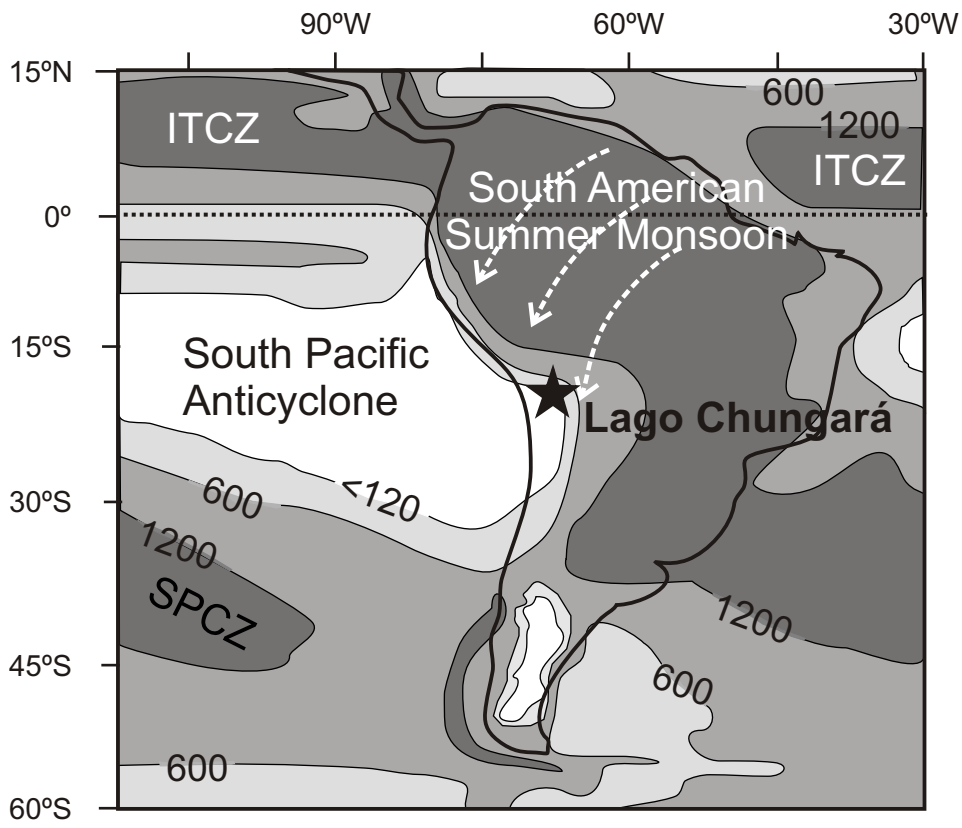 90ºW 60ºW 30ºW
15ºN
600
ITCZ
1200
ITCZ
South American
0º
Summer Monsoon
15ºS
South Pacific
Anticyclone
Lago Chungará
600
<120
30ºS
1200
SPCZ
1200
45ºS
600
600
60ºS